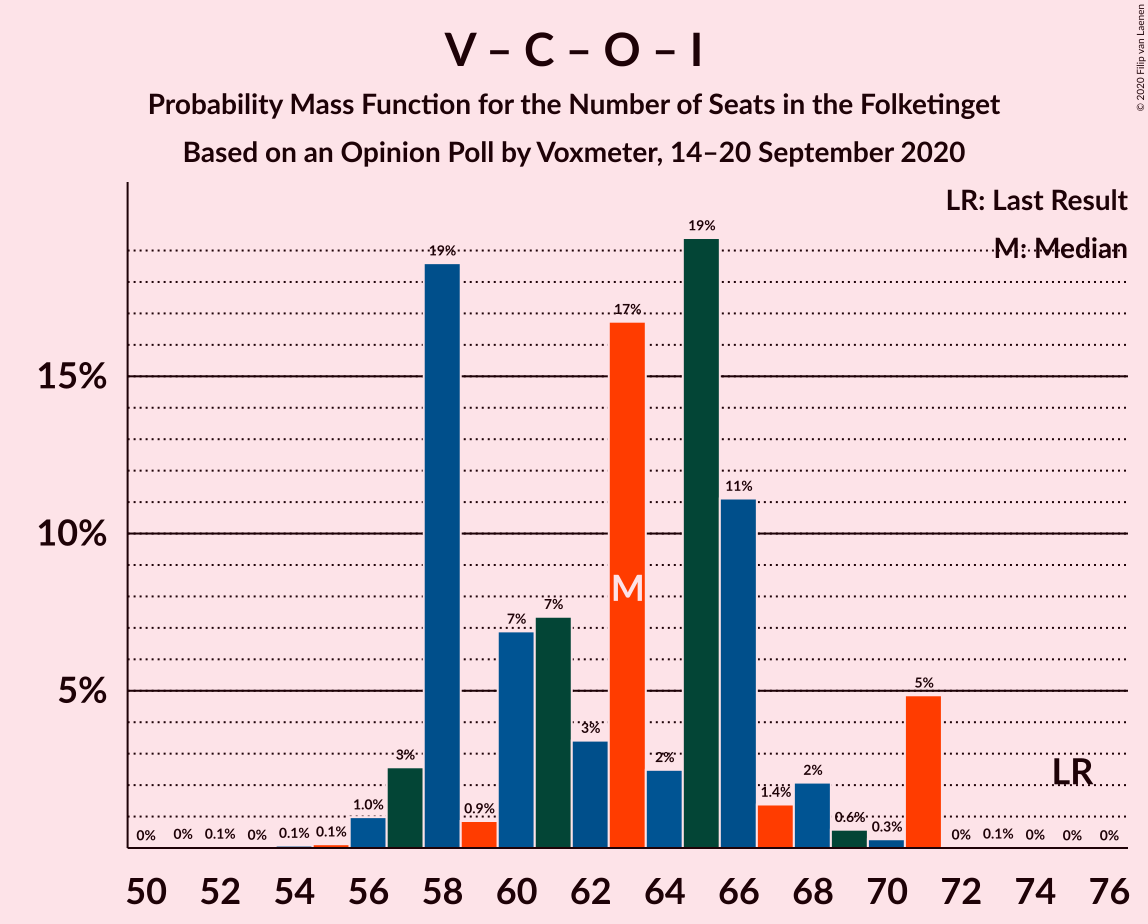 V – C – O – I
Probability Mass Function for the Number of Seats in the Folketinget
Based on an Opinion Poll by Voxmeter, 14–20 September 2020
© 2020 Filip van Laenen
LR: Last Result
M: Median
15%
10%
5%
0% 0% 0.1% 0% 0.1% 0.1% 1.0% 3% 19% 0.9% 7% 7% 3% 17% 2% 19% 11% 1.4% 2% 0.6% 0.3% 5% 0% 0.1% 0% 0% 0%
M
LR
50 52 54 56 58 60 62 64 66 68 70 72 74 76